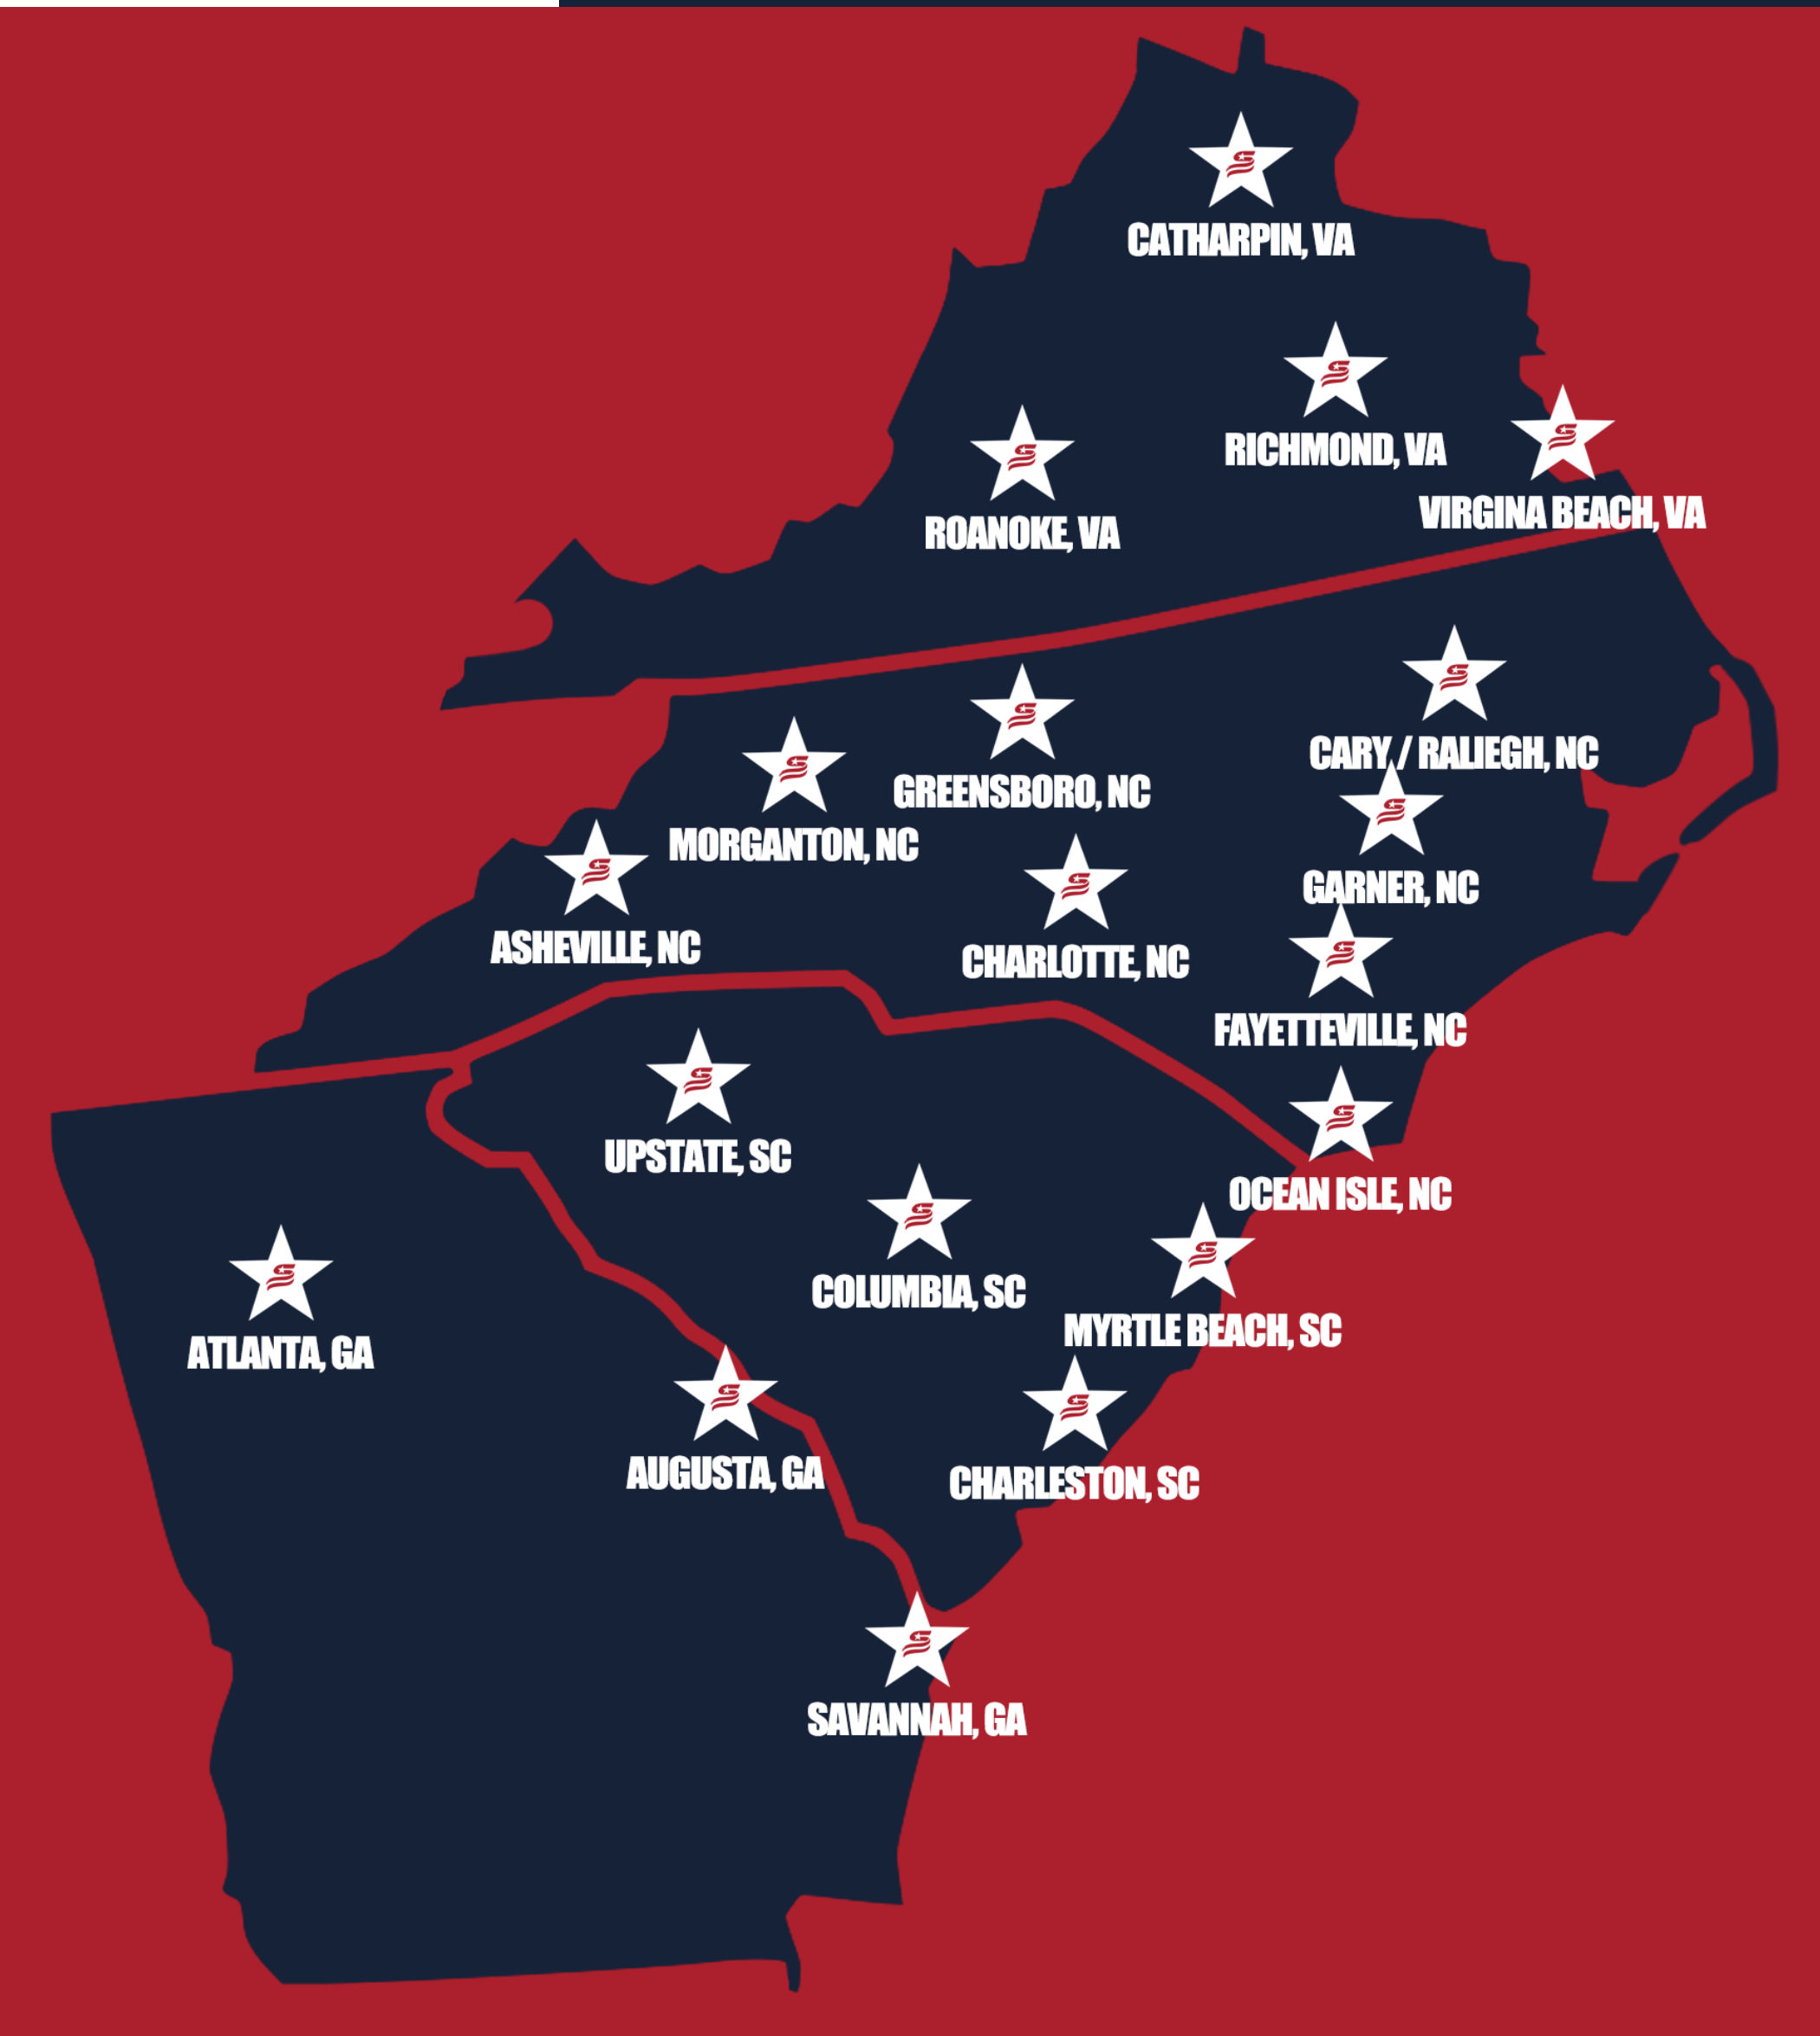 CATHARPIN, VA
RICHMOND, VA
ROANOKE, VA
VIRGINA BEACH, VA
CARY / RALIEGH, NC
GREENSBORO, NC
MORGANTON, NC
GARNER, NC
ASHEVILLE, NC
CHARLOTTE, NC
FAYETTEVILLE, NC
UPSTATE, SC
OCEAN ISLE, NC
COLUMBIA, SC
MYRTLE BEACH, SC
ATLANTA, GA
AUGUSTA, GA
CHARLESTON, SC
SAVANNAH, GA